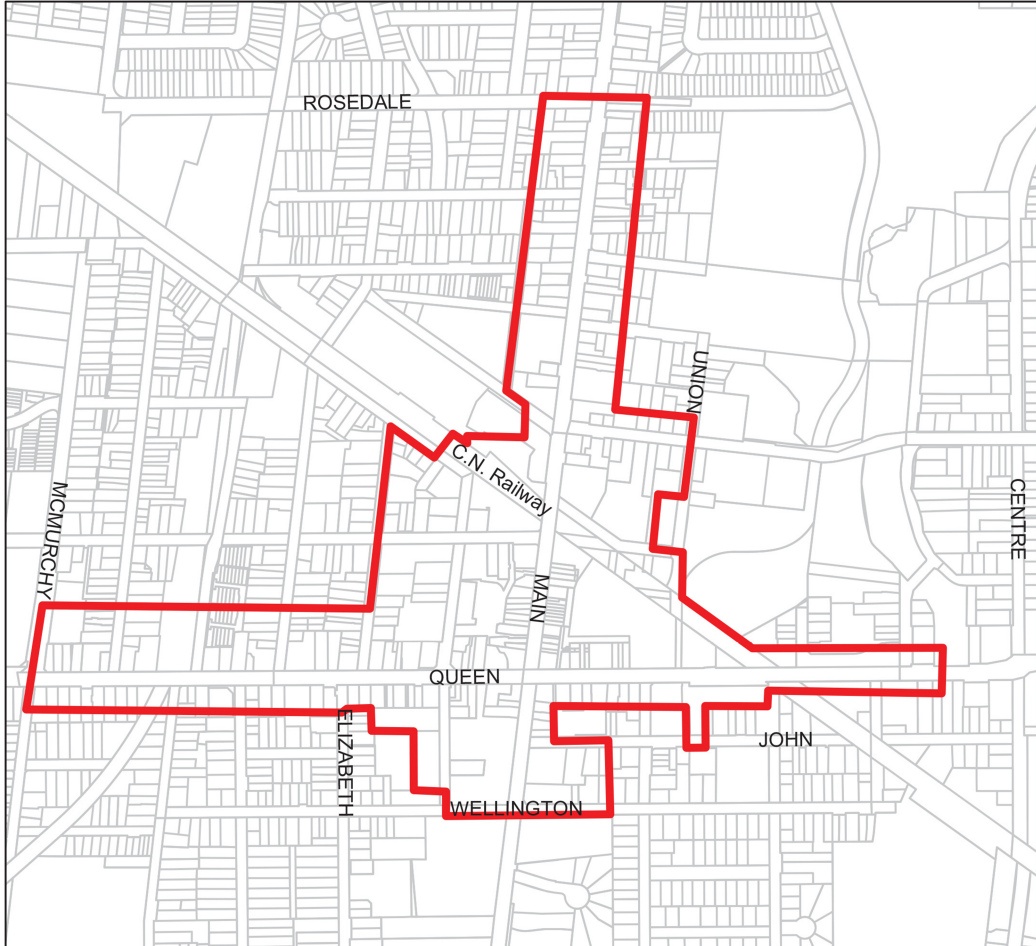 ROSEDALE
UNION
C.N. Railway
MCMURCHY
CENTRE
MAIN
QUEEN
ELIZABETH
JOHN
WELLINGTON